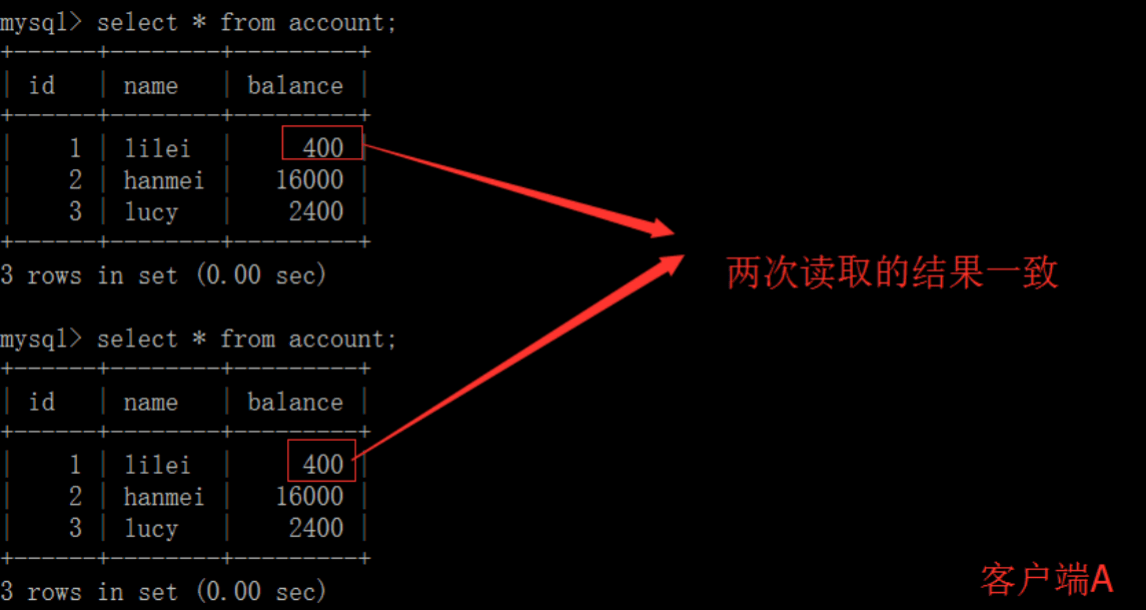 mysql> select * from account;
+------+--------+---------+
| id   | name   | balance |
+------+--------+---------+
|    1 | lilei  |     400 |
|    2 | hanmei |   16000 |
|    3 | lucy   |    2400 |
+------+--------+---------+
3 rows in set (0.00 sec)
两次读取的结果一致
mysql> select * from account;
+------+--------+---------+
| id   | name   | balance |
+------+--------+---------+
|    1 | lilei  |     400 |
|    2 | hanmei |   16000 |
|    3 | lucy   |    2400 |
+------+--------+---------+
3 rows in set (0.00 sec)
客户端A